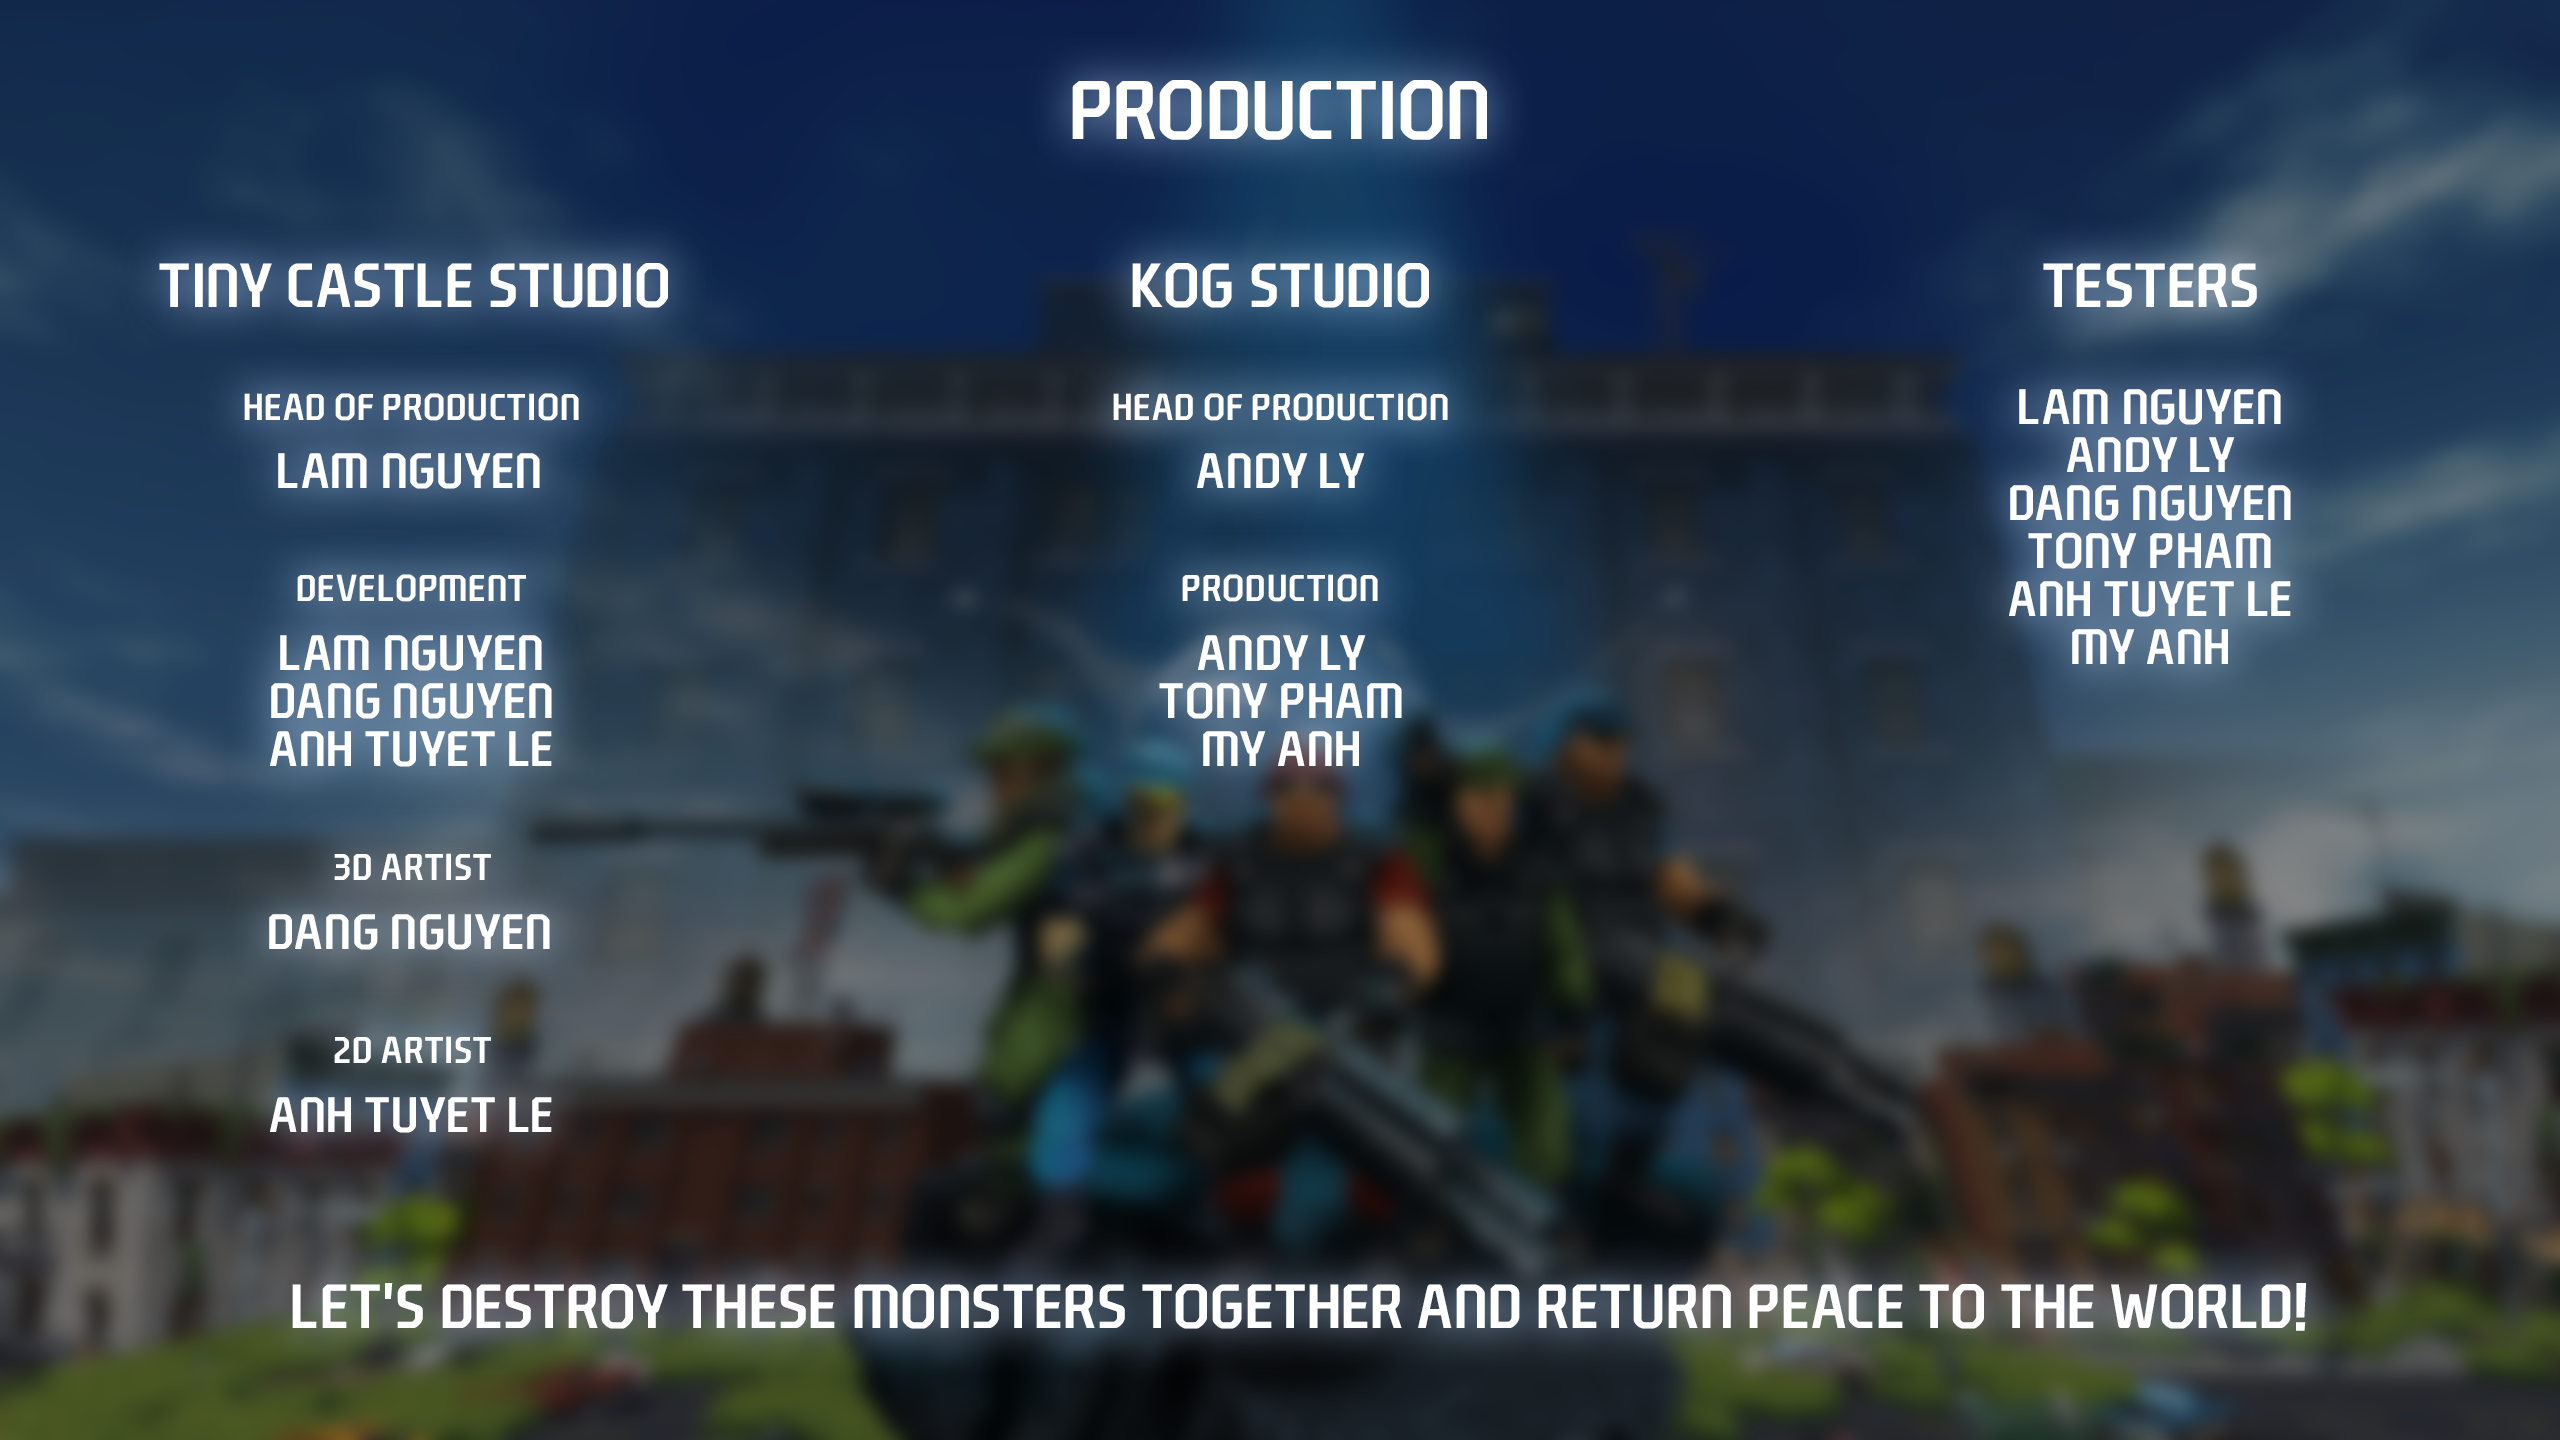 PRODUCTION
TINY CASTLE STUDIO
HEAD OF PRODUCTION
LAM NGUYEN
DEVELOPMENT
LAM NGUYEN
DANG NGUYEN
ANH TUYET LE
3D ARTIST
DANG NGUYEN
2D ARTIST
ANH TUYET LE
KOG STUDIO
HEAD OF PRODUCTION
ANDY LY
PRODUCTION
ANDY LY
TONY PHAM
MY ANH
TESTERS
LAM NGUYEN
ANDY LY
DANG NGUYEN
TONY PHAM
ANH TUYET LE
MY ANH
LET'S DESTROY THESE MONSTERS TOGETHER AND RETURN PEACE TO THE WORLD!